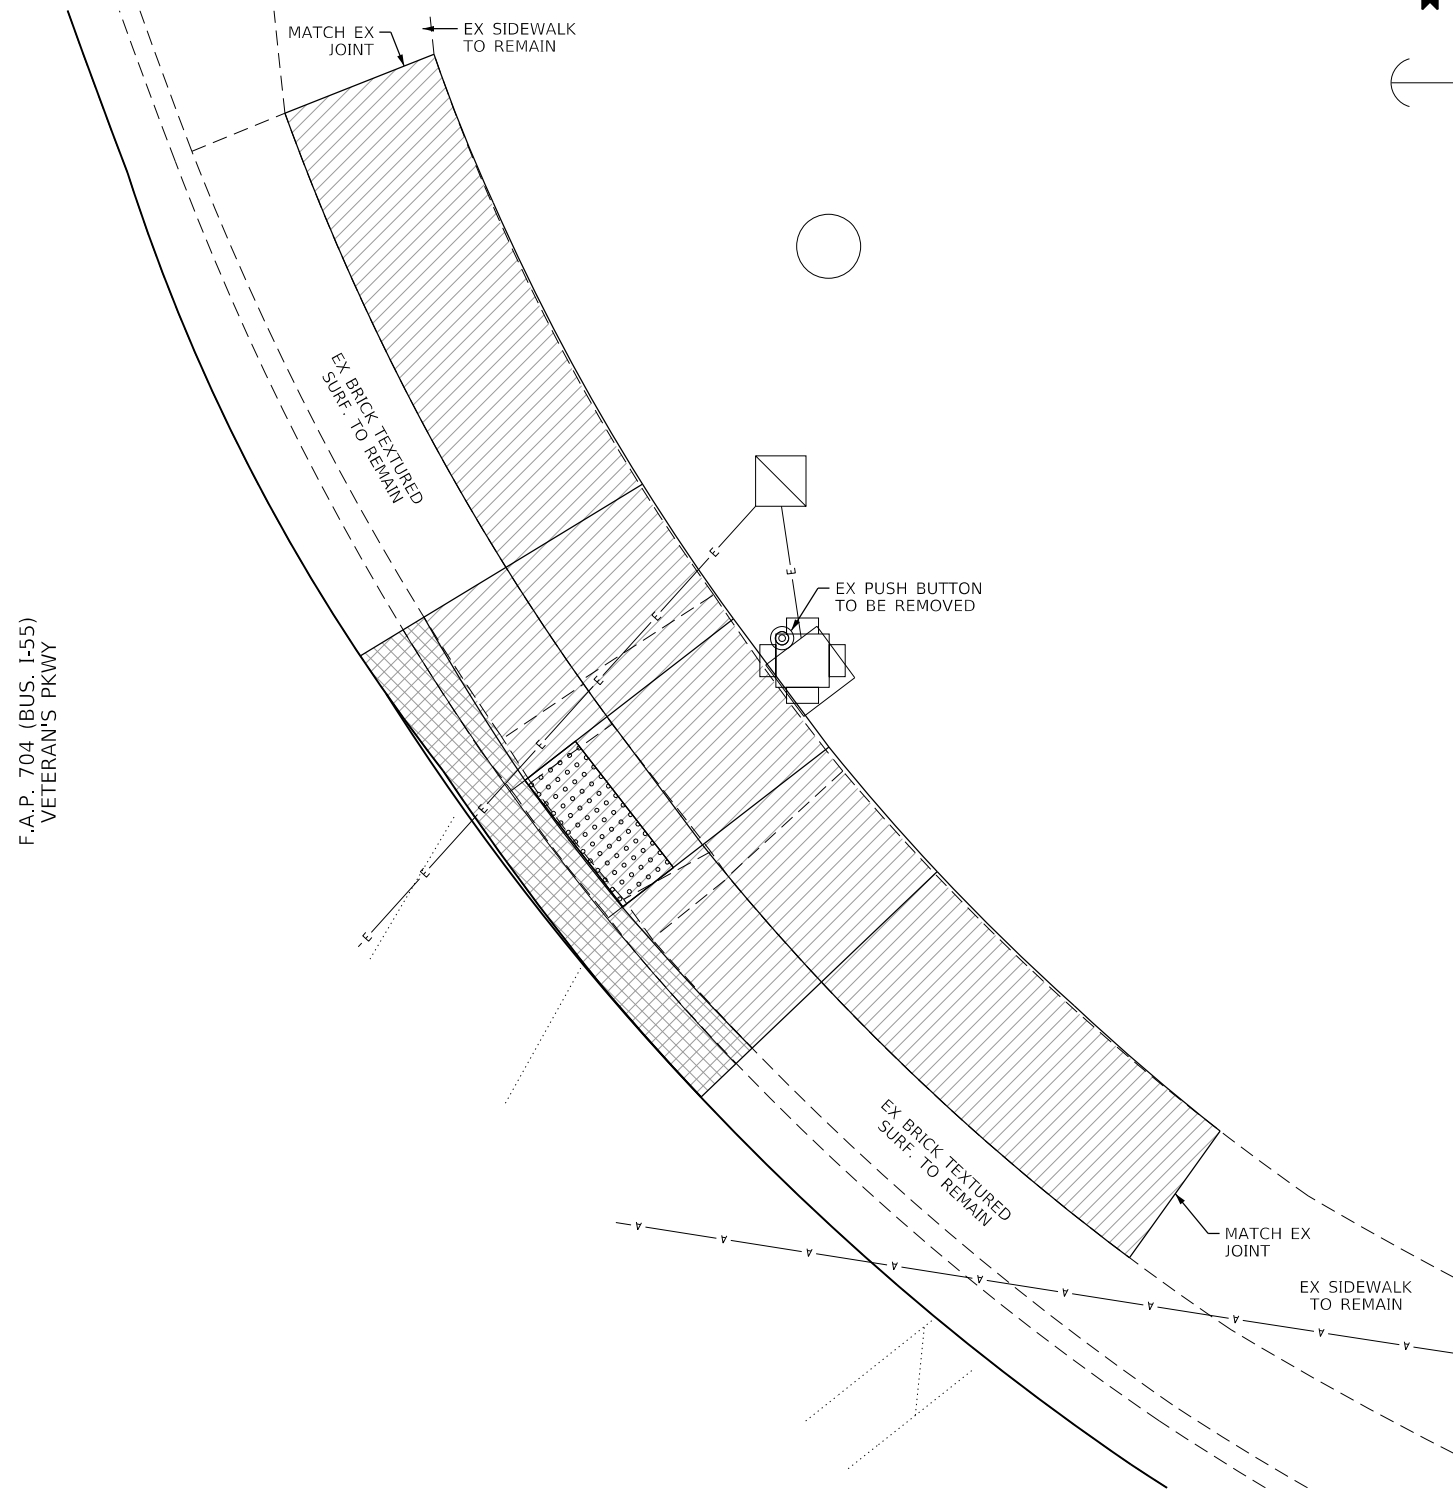 MATCH EX
JOINT
EX SIDEWALK
TO REMAIN
EX BRICK TEXTURED
SURF. TO REMAIN
E
E
E
E
E
E
E
E
EX PUSH BUTTON
TO BE REMOVED
F.A.P. 704 (BUS. I-55)
VETERAN'S PKWY
EX BRICK TEXTURED
SURF. TO REMAIN
A
A
A
A
A
A
A
A
A
A
MATCH EX
JOINT
EX SIDEWALK
TO REMAIN